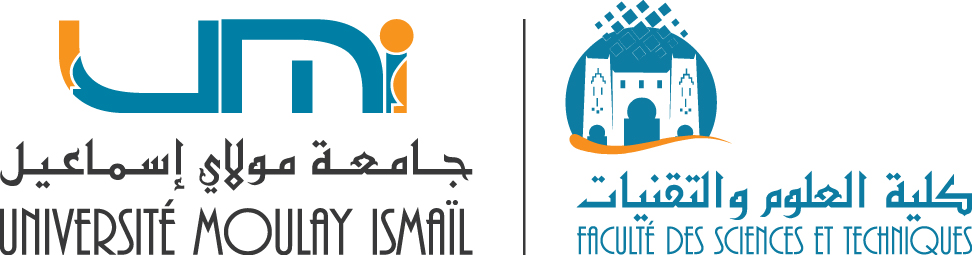 umi
جامعة مولاي إسماعيل
UNIVERSITÉ MOULAY ISMAÏL
كلية العلوم والتقنيات
FACULTÉ DES SCIENCES ET TECHNIQUES